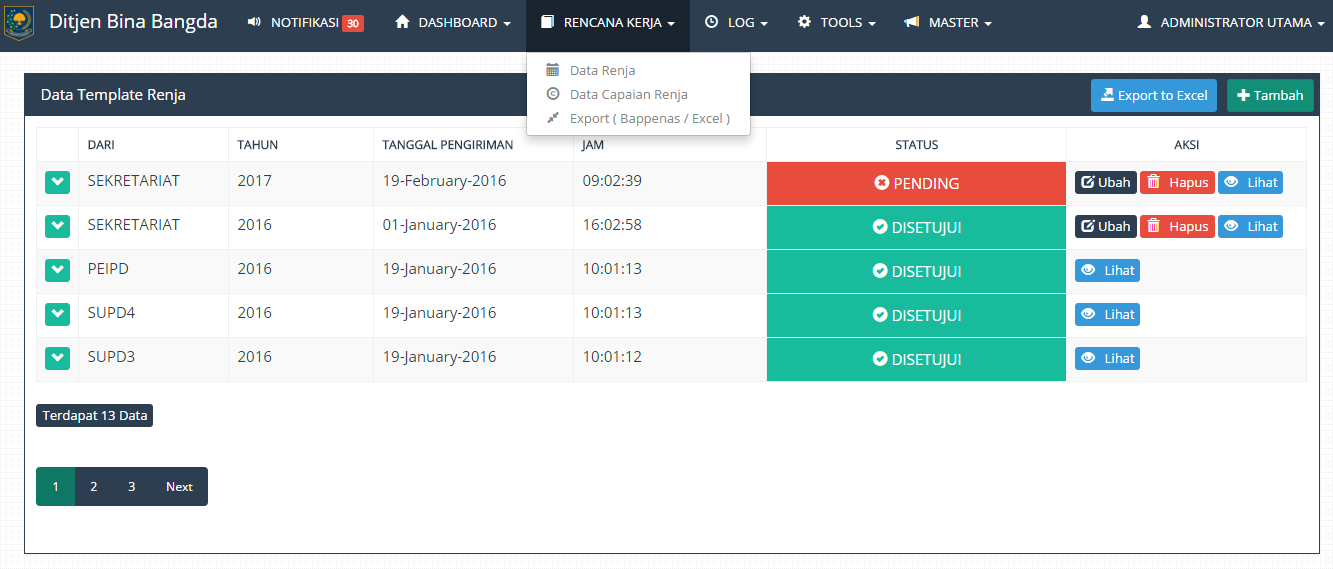 Ditjen Bina Bangda NOTIFIKASI 30 DASHBOARD RENCANA KERJA LOG TOOLS MASTER ADMINISTRATOR UTAMA
Data Renja
Data Capaian Renja
Export ( Bappenas / Excel )
Data Template Renja Export to Excel Tambah
DARI TAHUN TANGGAL PENGIRIMAN JAM STATUS AKSI
SEKRETARIAT 2017 19-February-2016 09:02:39 PENDING Ubah Hapus Lihat
SEKRETARIAT 2016 01-January-2016 16:02:58 DISETUJUI Ubah Hapus Lihat
PEIPD 2016 19-January-2016 10:01:13 DISETUJUI Lihat
SUPD4 2016 19-January-2016 10:01:13 DISETUJUI Lihat
SUPD3 2016 19-January-2016 10:01:12 DISETUJUI Lihat
Terdapat 13 Data
1 2 3 Next